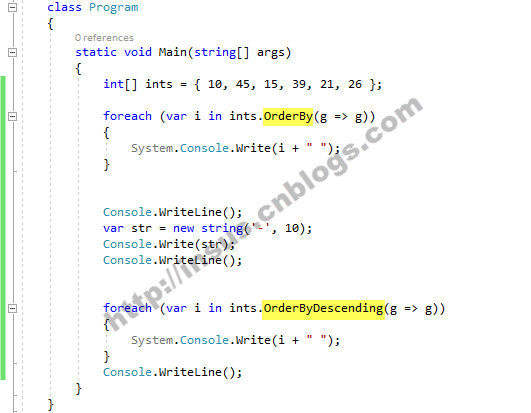 class Program
{
0 references
static void Main(string[] args)
{
int[] ints = { 10, 45, 15, 39, 21, 26 };
foreach (var i in ints.OrderBy(g => g))
{
System.Console.Write(i + " ");
}
Console.WriteLine();
var str = new string('-', 10);
Console.Write(str);
Console.WriteLine();
foreach (var i in ints.OrderByDescending(g => g))
{
System.Console.Write(i + " ");
}
Console.WriteLine();
}
}
http://insus.cnblogs.com